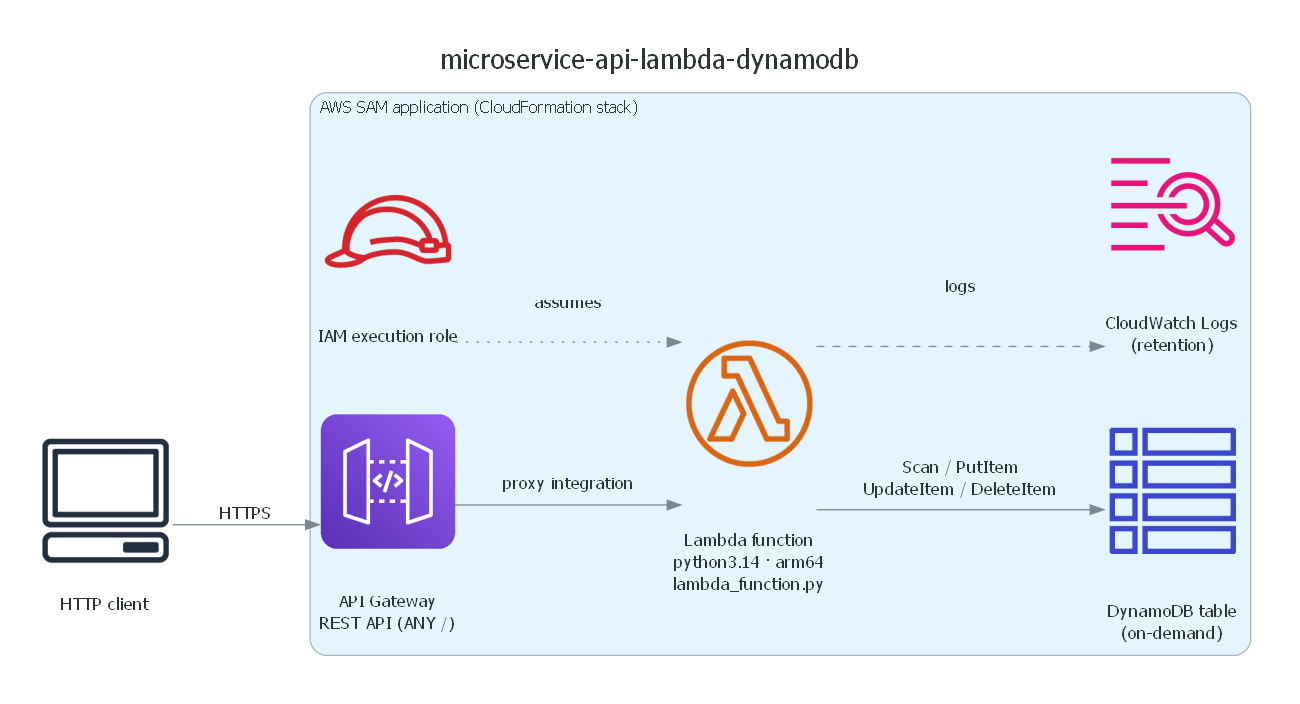 microservice-api-lambda-dynamodb
AWS SAM application (CloudFormation stack)
assumes
logs
IAM execution role
CloudWatch Logs
(retention)
HTTPS
proxy integration
Scan / PutItem
UpdateItem / DeleteItem
HTTP client
API Gateway
REST API (ANY /)
Lambda function
python3.14 · arm64
lambda_function.py
DynamoDB table
(on-demand)